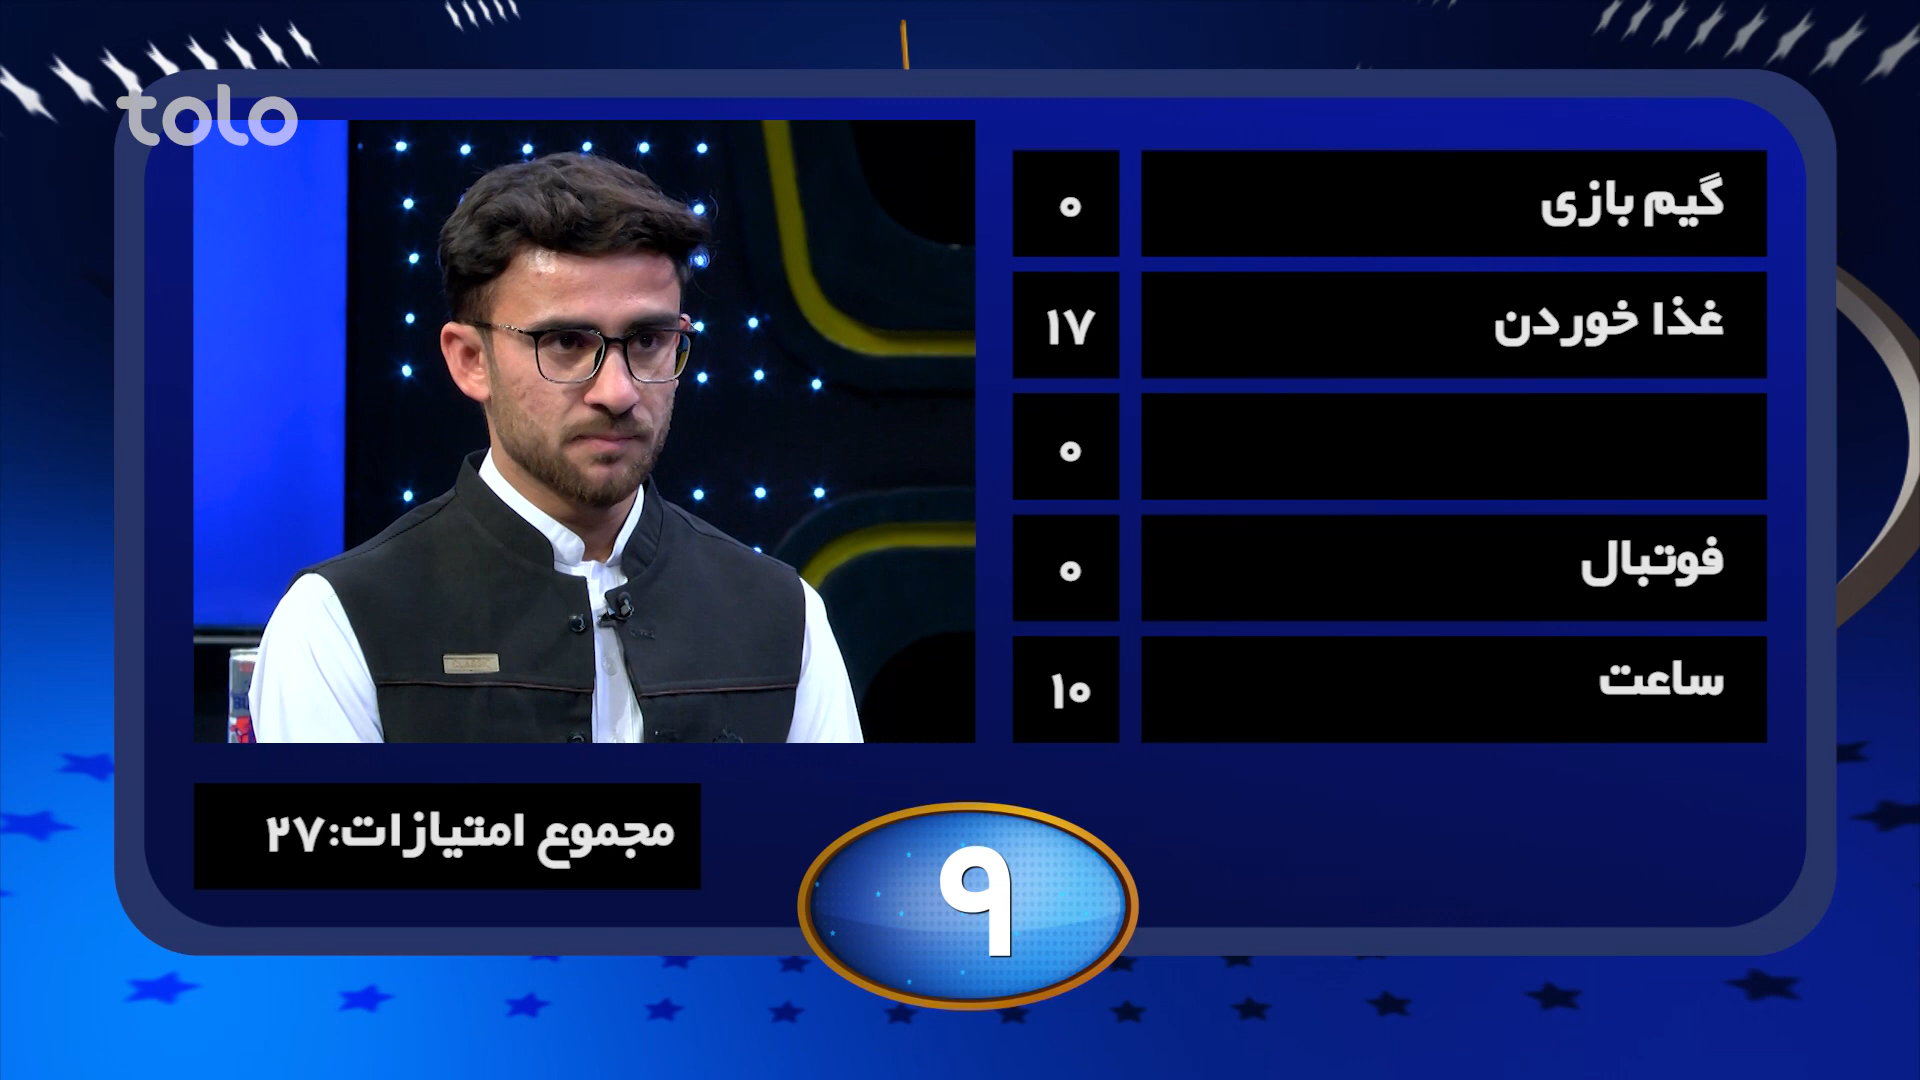 tolo
گیم بازی ۰
غذا خوردن ۱۷
۰
فوتبال ۰
ساعت ۱۰
مجموع امتیازات:۲۷
۹